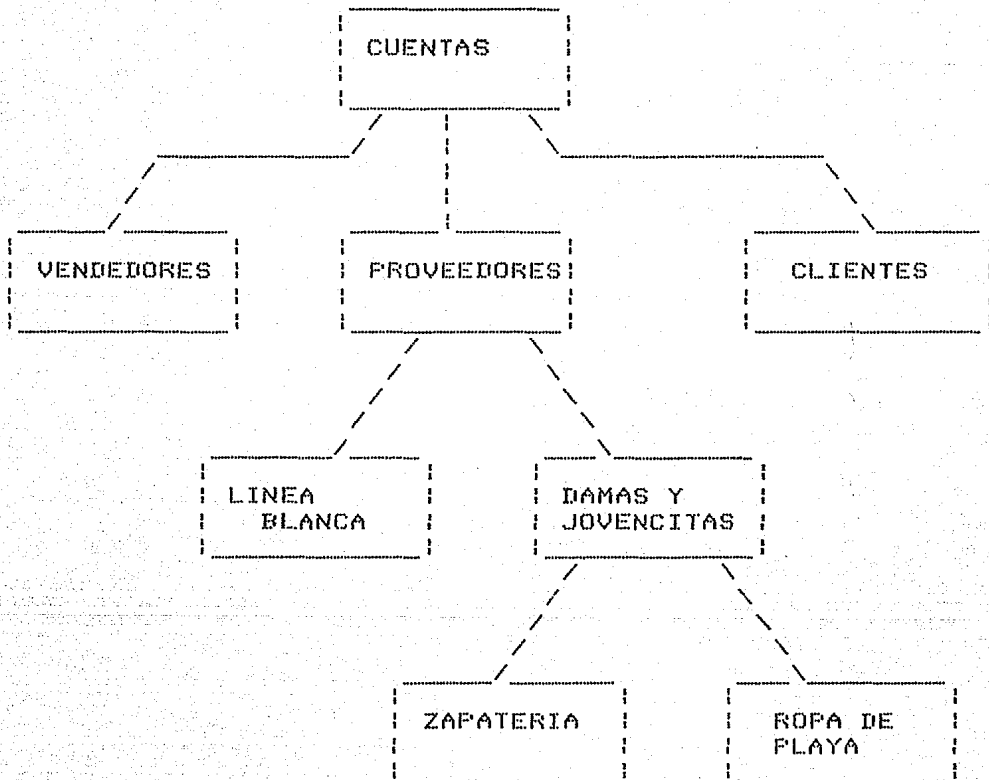 CUENTAS
VENDEDORES
PROVEEDORES
CLIENTES
LINEA
BLANCA
DAMAS Y
JOVENCITAS
ZAPATERIA
ROPA DE
PLAYA